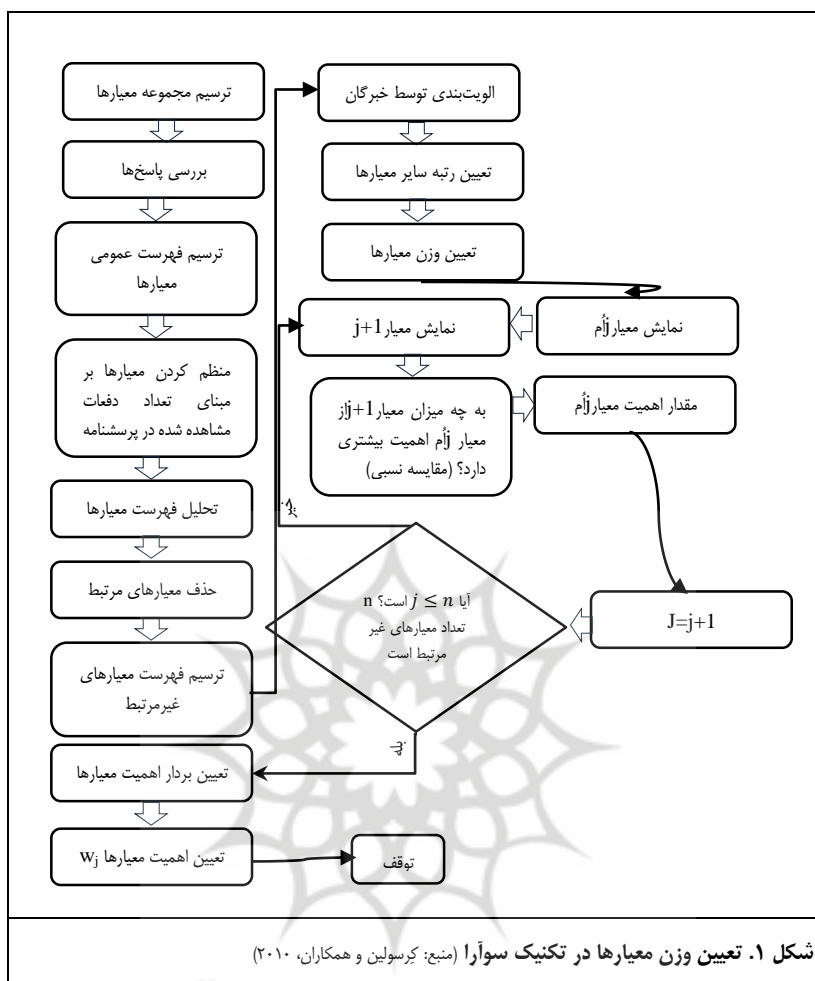 ترسیم مجموعه معیارها
بررسی پاسخ‌ها
ترسیم فهرست عمومی
معیارها
منظم کردن معیارها بر
مبنای تعداد دفعات
مشاهده شده در پرسشنامه
تحلیل فهرست معیارها
حذف معیارهای مرتبط
ترسیم فهرست معیارهای
غیرمرتبط
الویت‌بندی توسط خبرگان
تعیین رتبه سایر معیارها
تعیین وزن معیارها
نمایش معیار jاُم
نمایش معیار j+1
به چه میزان معیار j+1از
معیار jاُم اهمیت بیشتری
دارد؟ (مقایسه نسبی)
مقدار اهمیت معیار jاُم
J=j+1
آیا j ≤ n است؟ n
تعداد معیارهای غیر
مرتبط است
خیر
بله
تعیین بردار اهمیت معیارها
تعیین اهمیت معیارها wj
توقف
شکل ۱. تعیین وزن معیارها در تکنیک سوآرا (منبع: کِرسولین و همکاران، ۲۰۱۰)